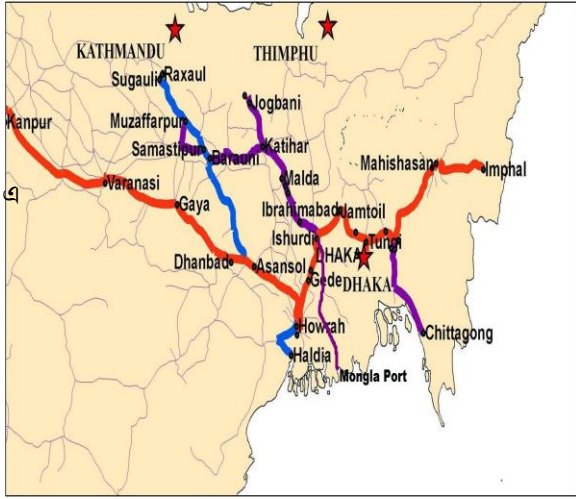 KATHMANDU
THIMPHU
Sugauli
Raxaul
Jogbani
Kanpur
Muzaffarpur
Samastipur
Barauni
Katihar
Mahishasan
Imphal
Varanasi
Malda
Gaya
Ibrahimabad
Jamtoil
Ishurdi
Tungi
DHAKA
Dhanbad
Asansol
Gede
DHAKA
Howrah
Haldia
Chittagong
Mongla Port